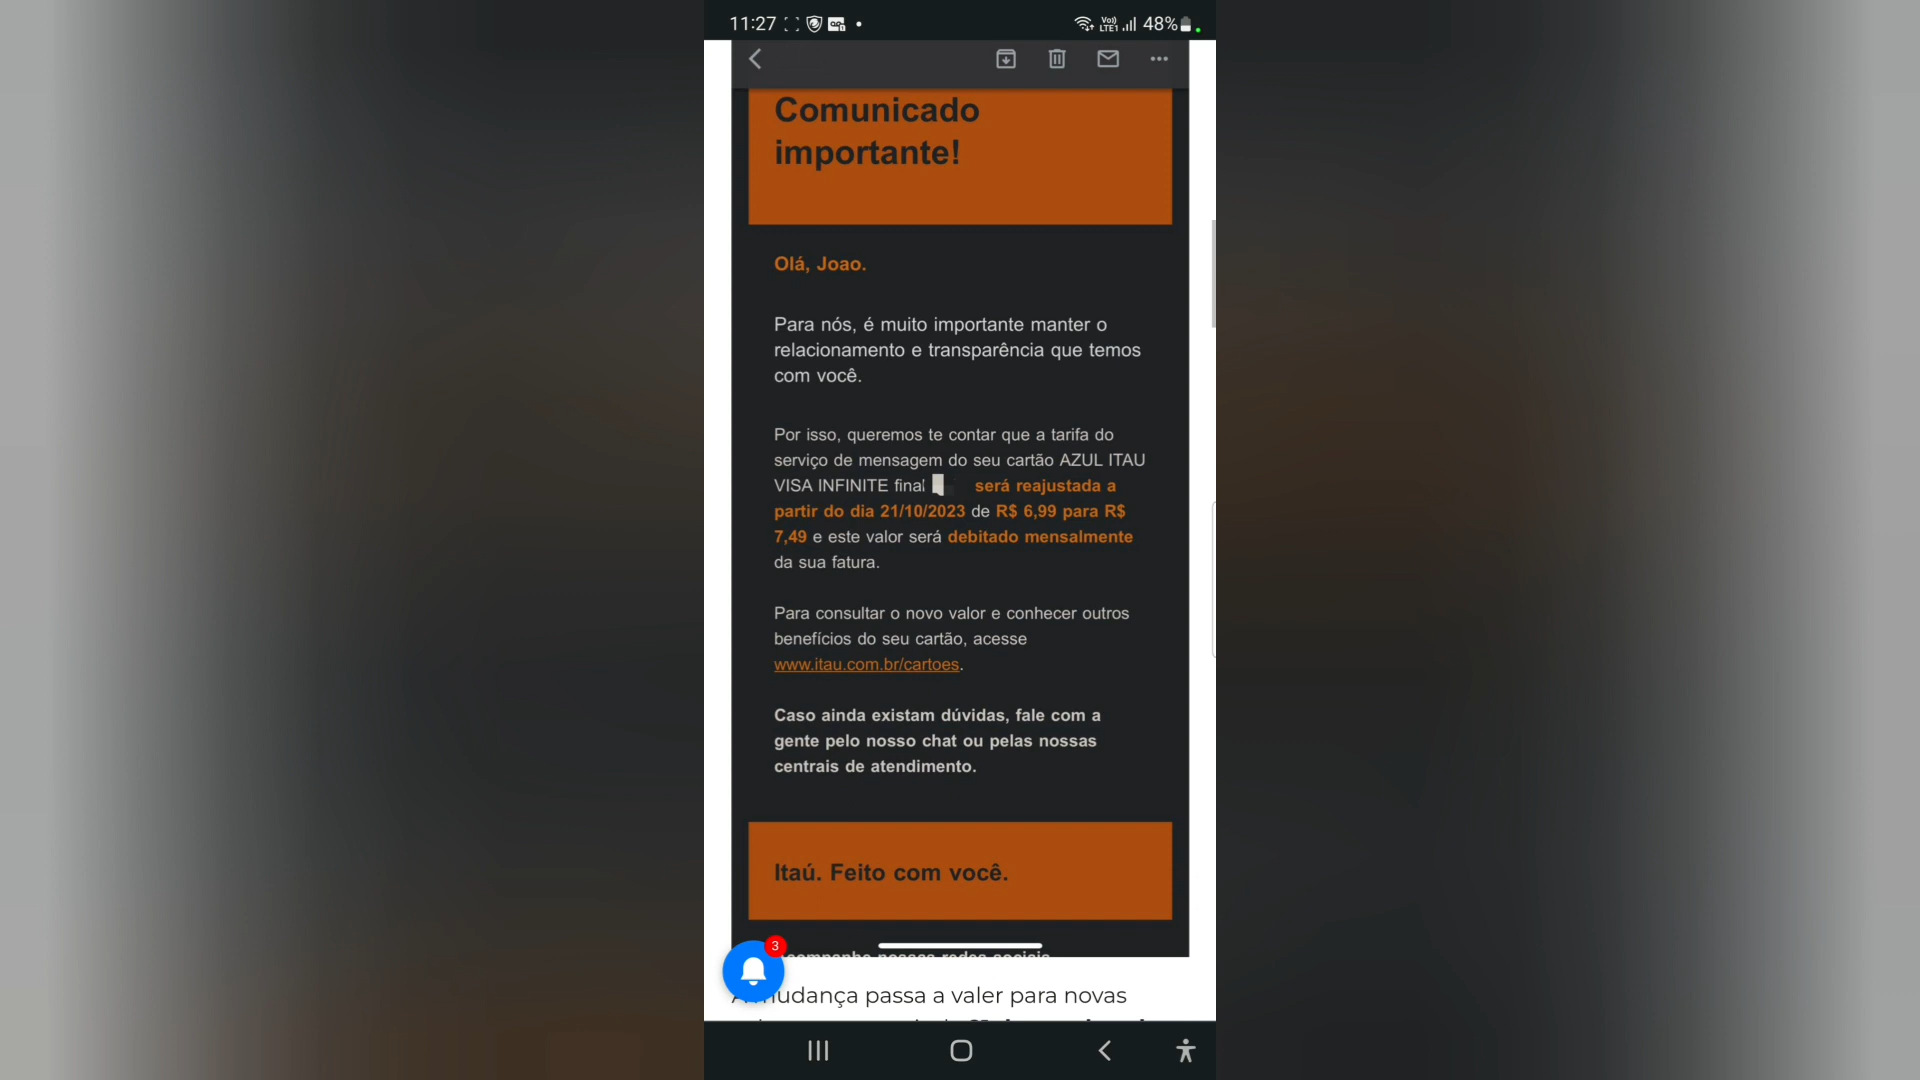 11:27
Vo)) LTE1 48%
Comunicado
importante!
Olá, Joao.
Para nós, é muito importante manter o
relacionamento e transparência que temos
com você.
Por isso, queremos te contar que a tarifa do
serviço de mensagem do seu cartão AZUL ITAU
VISA INFINITE final será reajustada a
partir do dia 21/10/2023 de R$ 6,99 para R$
7,49 e este valor será debitado mensalmente
da sua fatura.
Para consultar o novo valor e conhecer outros
benefícios do seu cartão, acesse
www.itau.com.br/cartoes.
Caso ainda existam dúvidas, fale com a
gente pelo nosso chat ou pelas nossas
centrais de atendimento.
Itaú. Feito com você.
nossas redes sociais
3
A mudança passa a valer para novas